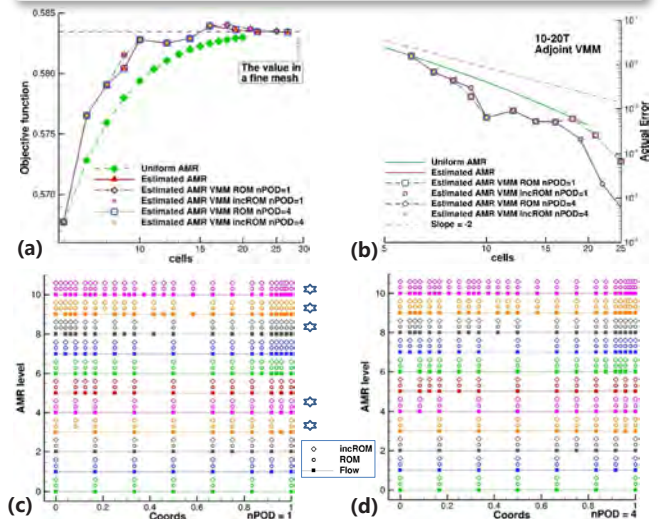 0.585
0.580
0.575
0.570
Objective function
The value in
a fine mesh
Uniform AMR
Estimated AMR
Estimated AMR VMM ROM nPOD=1
Estimated AMR VMM incROM nPOD=1
Estimated AMR VMM ROM nPOD=4
Estimated AMR VMM incROM nPOD=4
10 15 20 25 30
cells
(a)
10-20T
Adjoint VMM
Actual Error
Uniform AMR
Estimated AMR
Estimated AMR VMM ROM nPOD=1
Estimated AMR VMM incROM nPOD=1
Estimated AMR VMM ROM nPOD=4
Estimated AMR VMM incROM nPOD=4
Slope = -2
5 10 15 20 25
cells
(b)
10
8
6
4
2
0
AMR level
0 0.2 0.4 0.6 0.8 1
Coords nPOD = 1
(c)
incROM
ROM
Flow
10
8
6
4
2
0
AMR level
0 0.2 0.4 0.6 0.8 1
Coords nPOD = 4
(d)